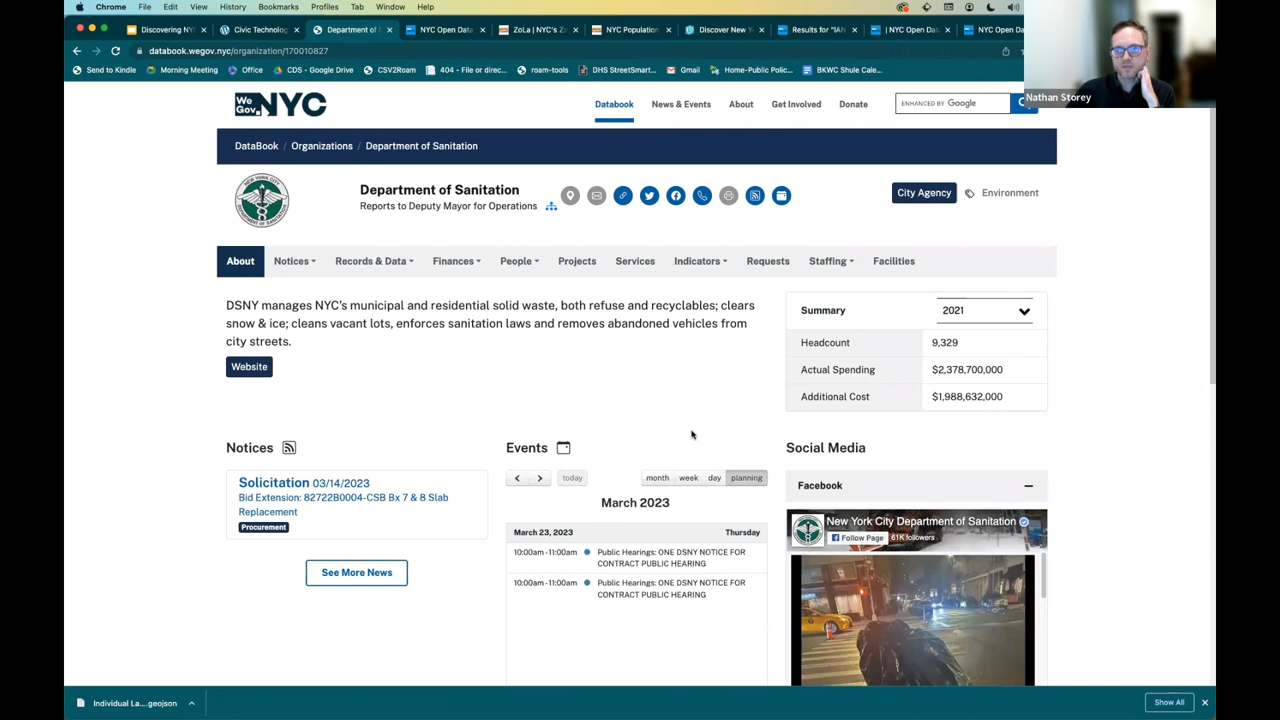 Chrome File Edit View History Bookmarks Profiles Tab Window Help
Discovering NY Civic Technolog Department of S NYC Open Data ZoLa | NYC's Zo NYC Population Discover New Y Results for "IAN | NYC Open Dat NYC Open Dat
databook.wegov.nyc/organization/170010827
Send to Kindle Morning Meeting Office CDS - Google Drive CSV2Roam 404 - File or direc... roam-tools DHS StreetSmart... Gmail Home-Public Polic... BKWC Shule Cale...
Nathan Storey
We Gov NYC
Databook News & Events About Get Involved Donate ENHANCED BY Google
DataBook / Organizations / Department of Sanitation
Department of Sanitation
Reports to Deputy Mayor for Operations
City Agency Environment
About Notices Records & Data Finances People Projects Services Indicators Requests Staffing Facilities
DSNY manages NYC's municipal and residential solid waste, both refuse and recyclables; clears
snow & ice; cleans vacant lots, enforces sanitation laws and removes abandoned vehicles from
city streets.
Website
Summary 2021
Headcount 9,329
Actual Spending $2,378,700,000
Additional Cost $1,988,632,000
Notices
Solicitation 03/14/2023
Bid Extension: 82722B0004-CSB Bx 7 & 8 Slab
Replacement
Procurement
See More News
Events
today month week day planning
March 2023
March 23, 2023 Thursday
10:00am - 11:00am Public Hearings: ONE DSNY NOTICE FOR
CONTRACT PUBLIC HEARING
10:00am - 11:00am Public Hearings: ONE DSNY NOTICE FOR
CONTRACT PUBLIC HEARING
Social Media
Facebook
New York City Department of Sanitation
Follow Page 61K followers
Individual La....geojson
Show All